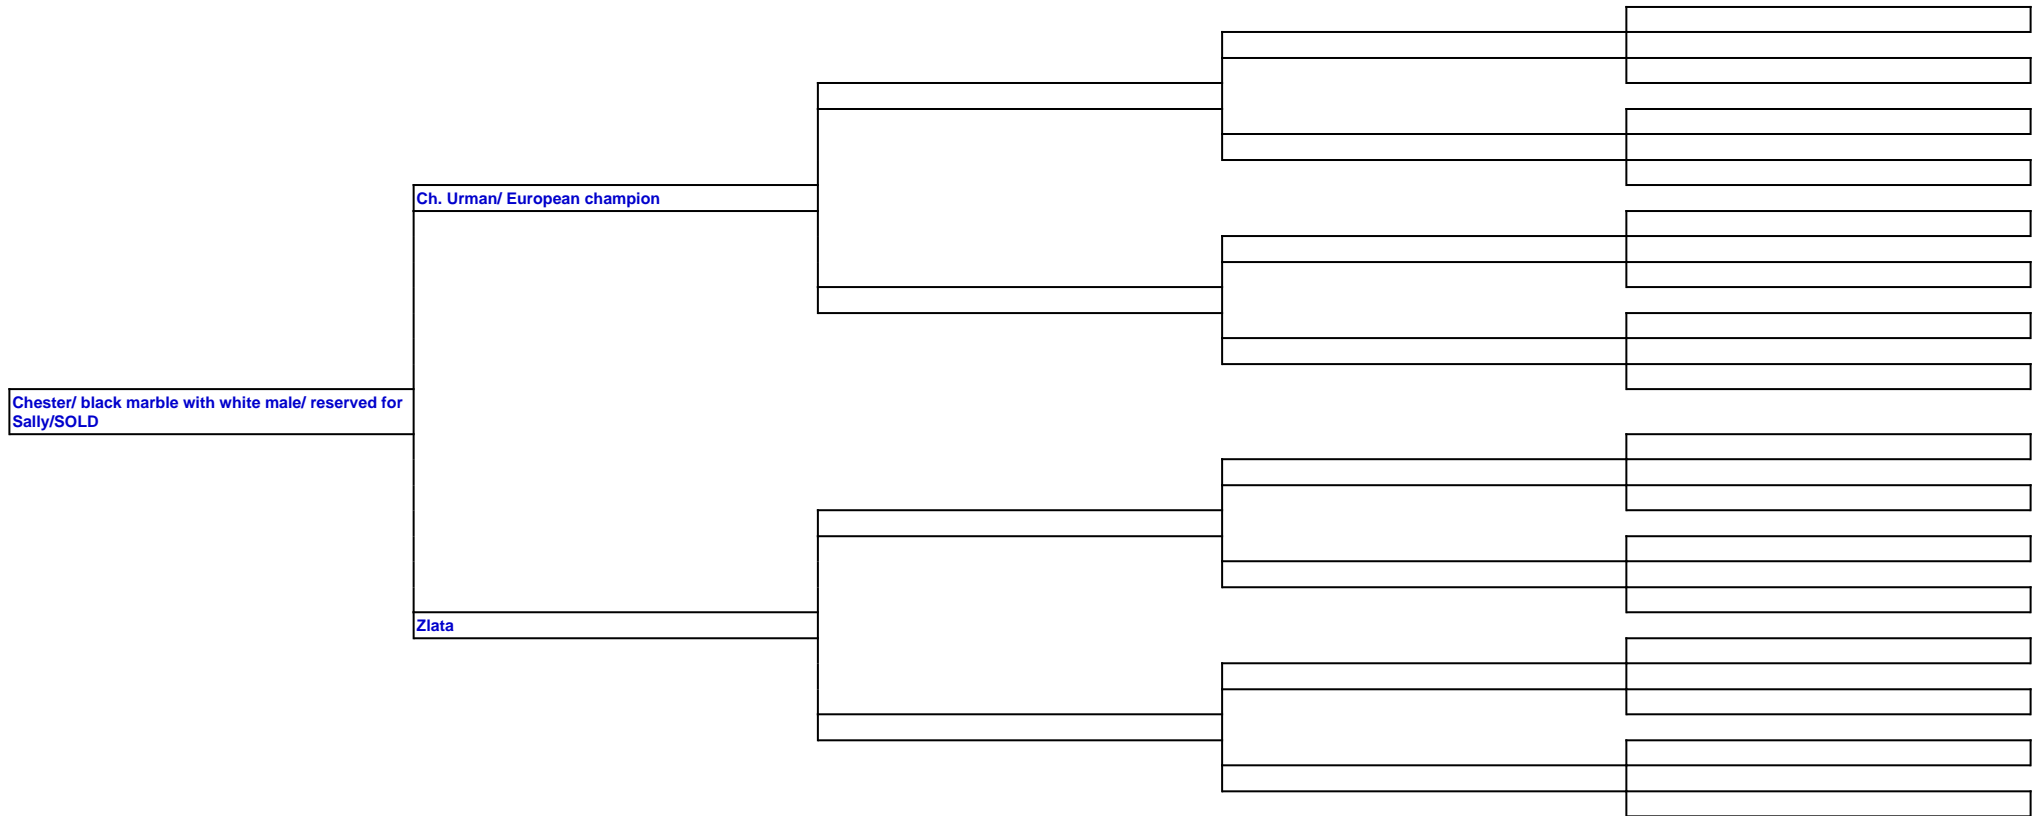 Ch. Urman/ European champion
Chester/ black marble with white male/ reserved for
Sally/SOLD
Zlata